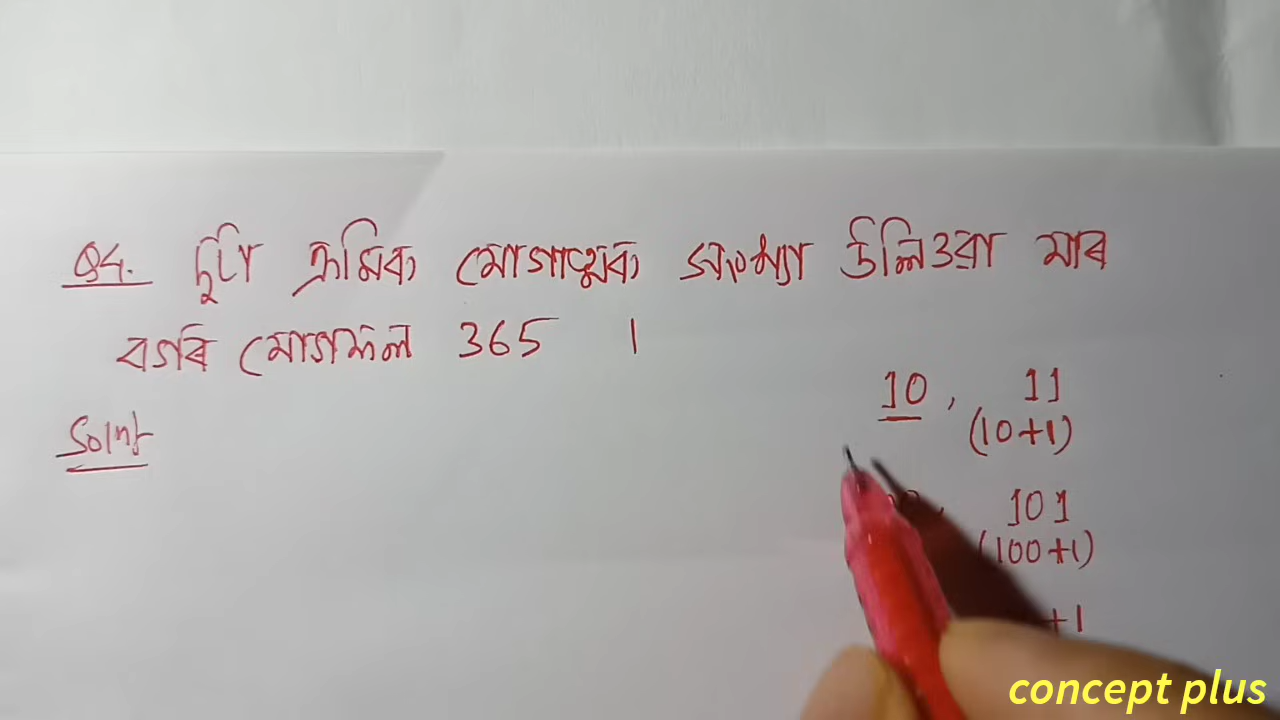 Q4. দুটা ক্ৰমিক যোগাত্মক সংখ্যা উলিওৱা যাৰ
বৰ্গৰ যোগফল 365 ।
Soln
10 , 11
(10+1)
101
(100+1)
+1
concept plus